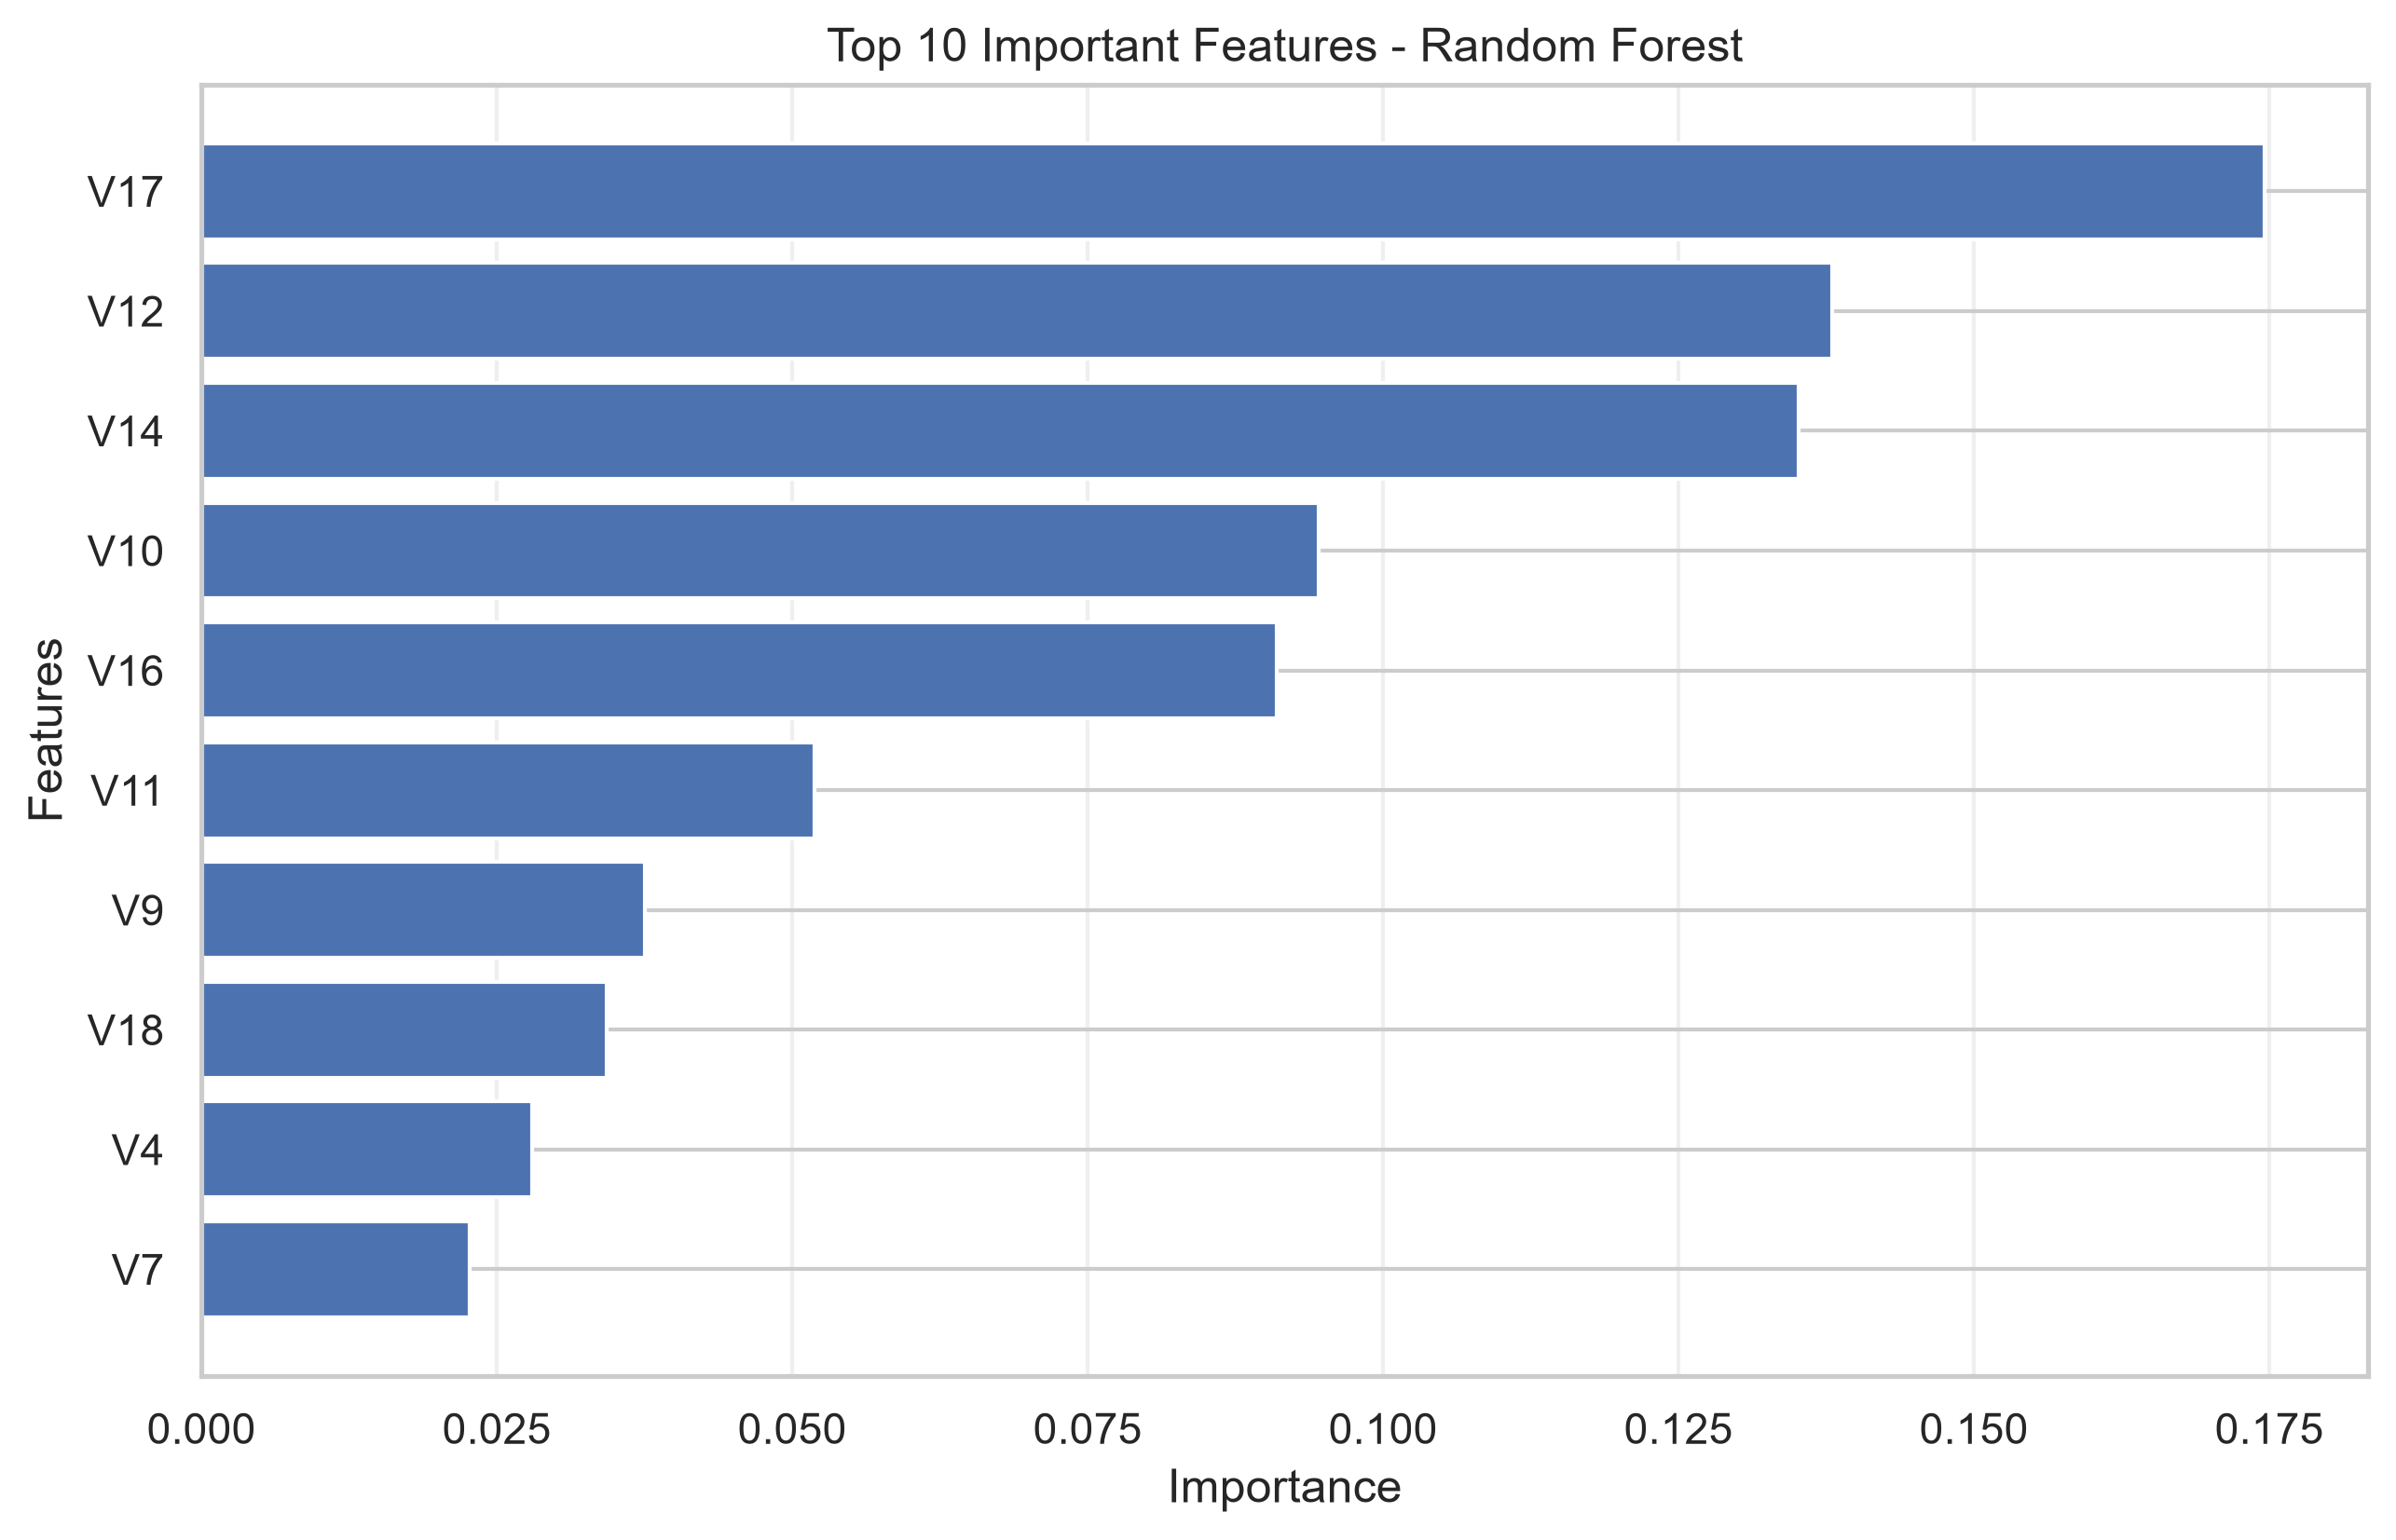 Top 10 Important Features - Random Forest
V17
V12
V14
V10
V16
V11
V9
V18
V4
V7
Features
0.000 0.025 0.050 0.075 0.100 0.125 0.150 0.175
Importance